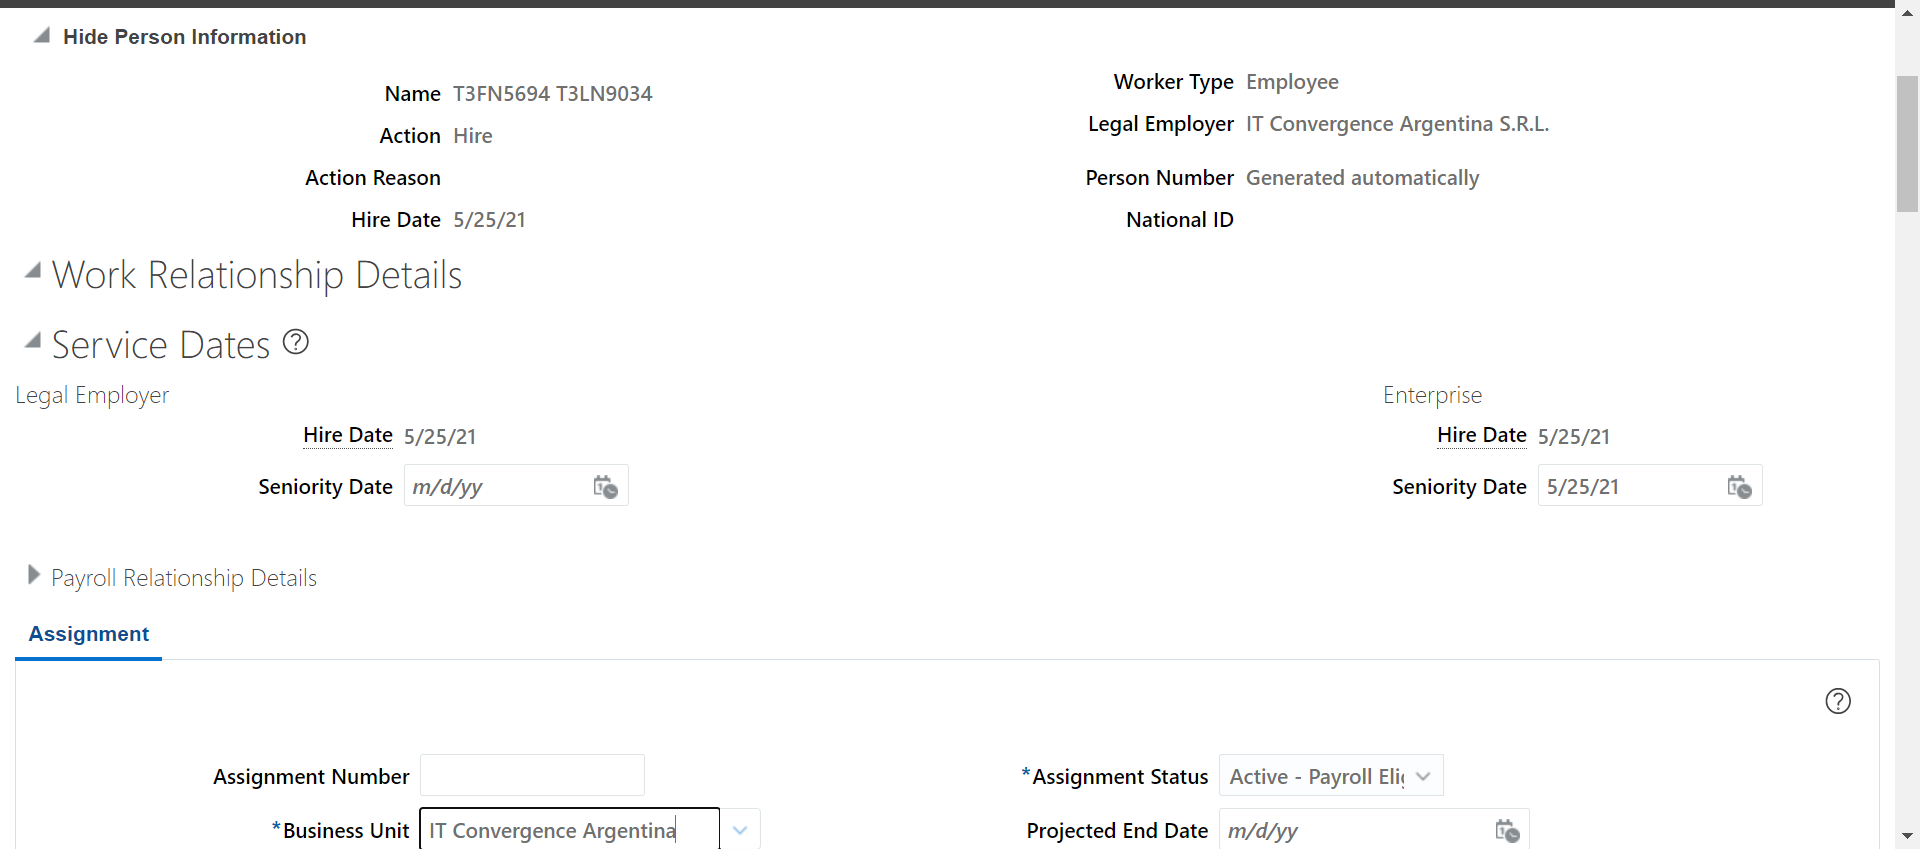 Hide Person Information
Name T3FN5694 T3LN9034
Action Hire
Action Reason
Hire Date 5/25/21
Worker Type Employee
Legal Employer IT Convergence Argentina S.R.L.
Person Number Generated automatically
National ID
Work Relationship Details
Service Dates
Legal Employer
Hire Date 5/25/21
Seniority Date m/d/yy
Enterprise
Hire Date 5/25/21
Seniority Date 5/25/21
Payroll Relationship Details
Assignment
Assignment Number
*Business Unit IT Convergence Argentina
*Assignment Status Active - Payroll
Projected End Date m/d/yy